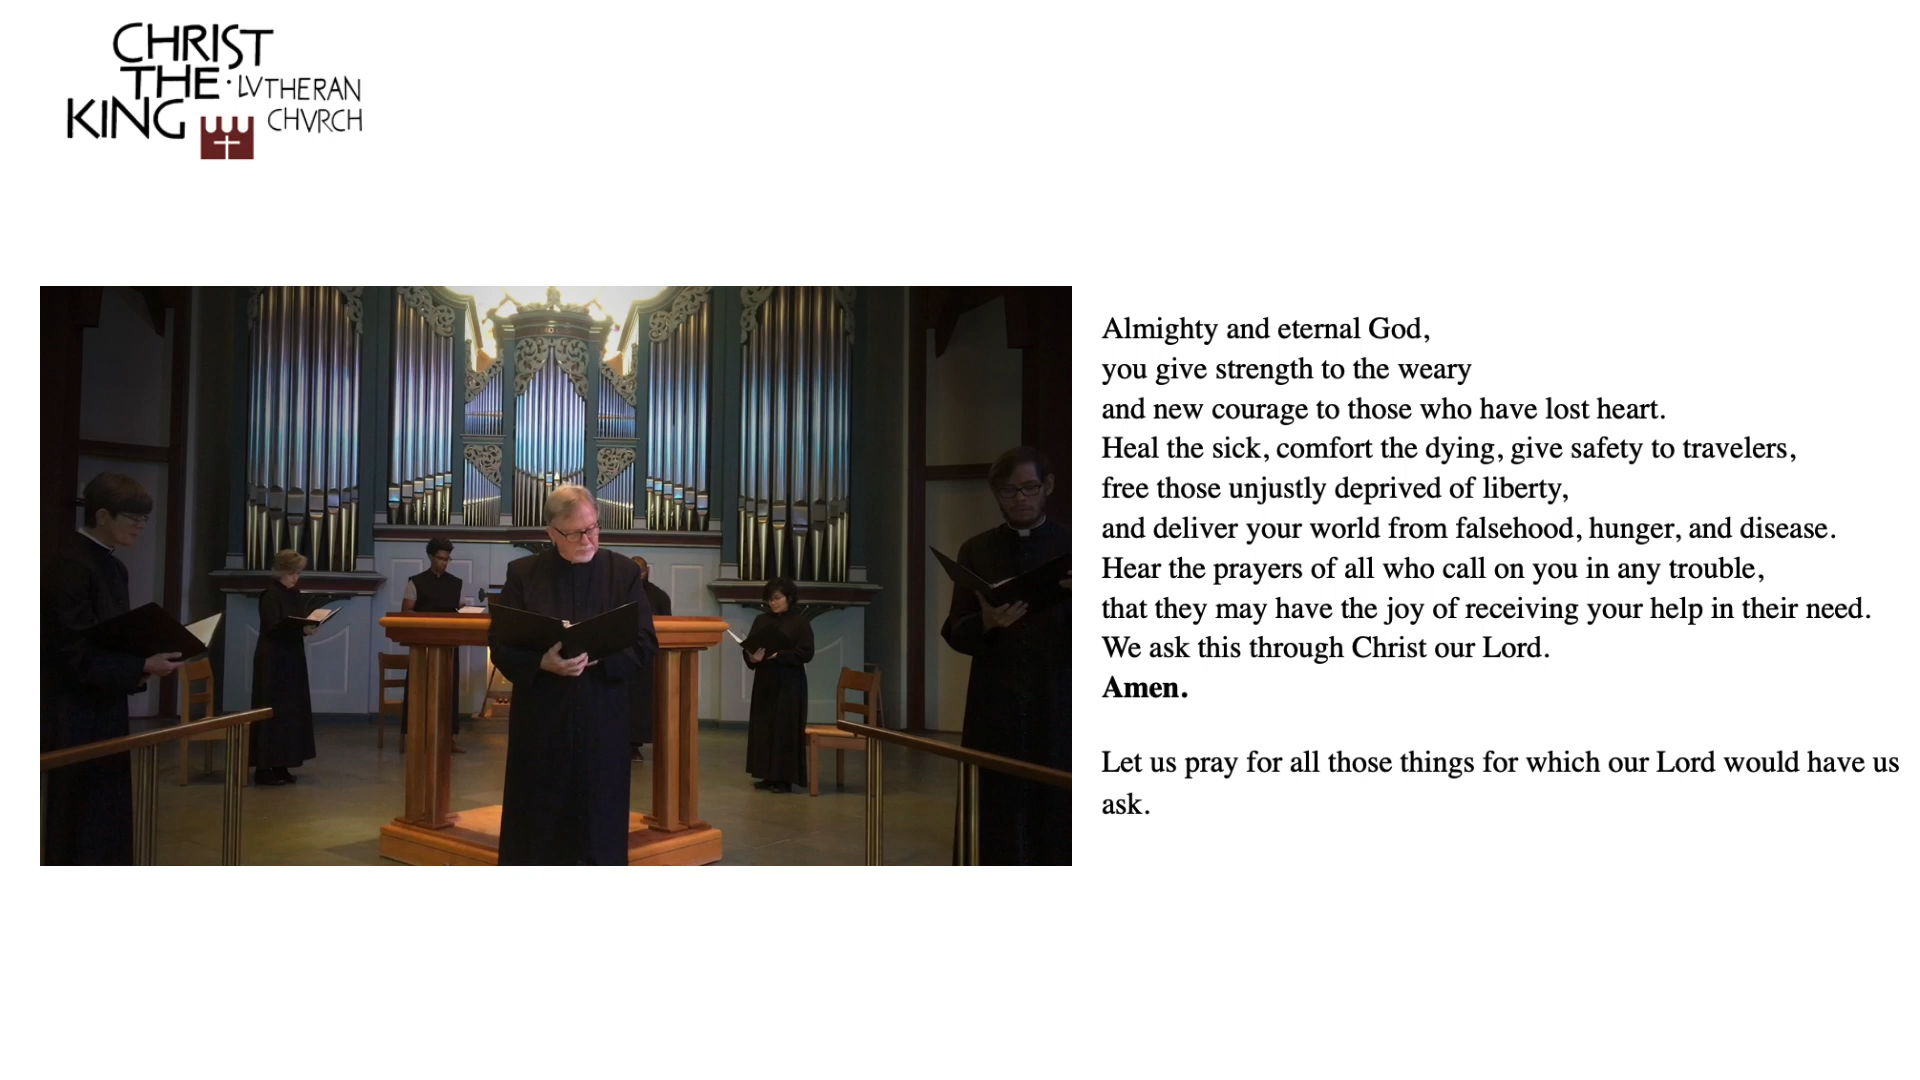 CHRIST
THE · LVTHERAN
KING CHVRCH
Almighty and eternal God,
you give strength to the weary
and new courage to those who have lost heart.
Heal the sick, comfort the dying, give safety to travelers,
free those unjustly deprived of liberty,
and deliver your world from falsehood, hunger, and disease.
Hear the prayers of all who call on you in any trouble,
that they may have the joy of receiving your help in their need.
We ask this through Christ our Lord.
Amen.
Let us pray for all those things for which our Lord would have us
ask.